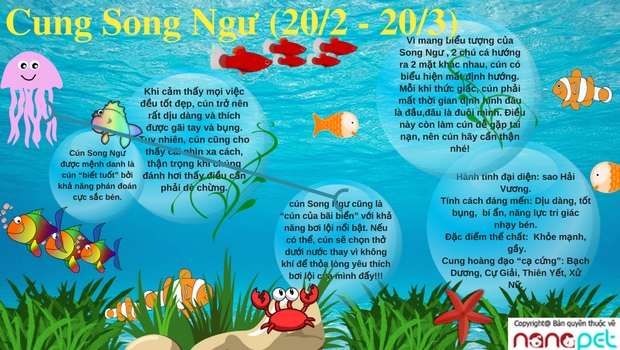 Cung Song Ngư (20/2 - 20/3)
Khi cảm thấy mọi việc
đều tốt đẹp, cún trở nên
rất dịu dàng và thích
được gãi tay và bụng.
Tuy nhiên, cún cũng cho
thấy cái nhìn xa cách,
thận trọng khi chúng
đánh hơi thấy điều cần
phải dè chừng.
Vì mang biểu tượng của
Song Ngư , 2 chú cá hướng
ra 2 mặt khác nhau, cún có
biểu hiện mất định hướng.
Mỗi khi thức giấc, cún phải
mất thời gian định hình đâu
là đầu,đâu là đuôi mình. Điều
này còn làm cún dễ gặp tai
nạn, nên cún hãy cẩn thận
nhé!
Cún Song Ngư
được mệnh danh là
cún “biết tuốt” bởi
khả năng phán đoán
cực sắc bén.
cún Song Ngư cũng là
“cún của bãi biển” với khả
năng bơi lội nổi bật. Nếu
có thể, cún sẽ chọn thở
dưới nước thay vì không
khí để thỏa lòng yêu thích
bơi lội của mình đấy!!!
Hành tinh đại diện: sao Hải
Vương.
Tính cách đáng mến: Dịu dàng, tốt
bụng, bí ẩn, năng lực tri giác
nhạy bén.
Đặc điểm thể chất: Khỏe mạnh,
gầy.
Cung hoàng đạo “cạ cứng”: Bạch
Dương, Cự Giải, Thiên Yết, Xử
Nữ.
Copyright@ Bản quyền thuộc về
nanapet